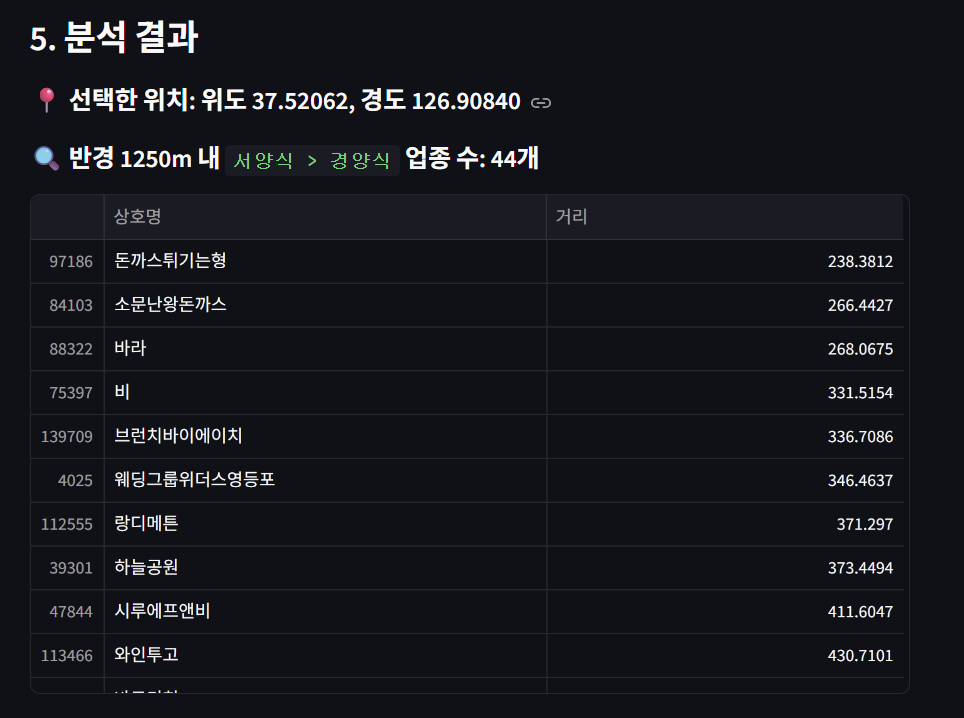 5. 분석 결과
선택한 위치: 위도 37.52062, 경도 126.90840
반경 1250m 내 서양식 > 경양식 업종 수: 44개
상호명 거리
97186 돈까스튀기는형 238.3812
84103 소문난왕돈까스 266.4427
88322 바라 268.0675
75397 비 331.5154
139709 브런치바이에이치 336.7086
4025 웨딩그룹위더스영등포 346.4637
112555 랑디메튼 371.297
39301 하늘공원 373.4494
47844 시루에프앤비 411.6047
113466 와인투고 430.7101